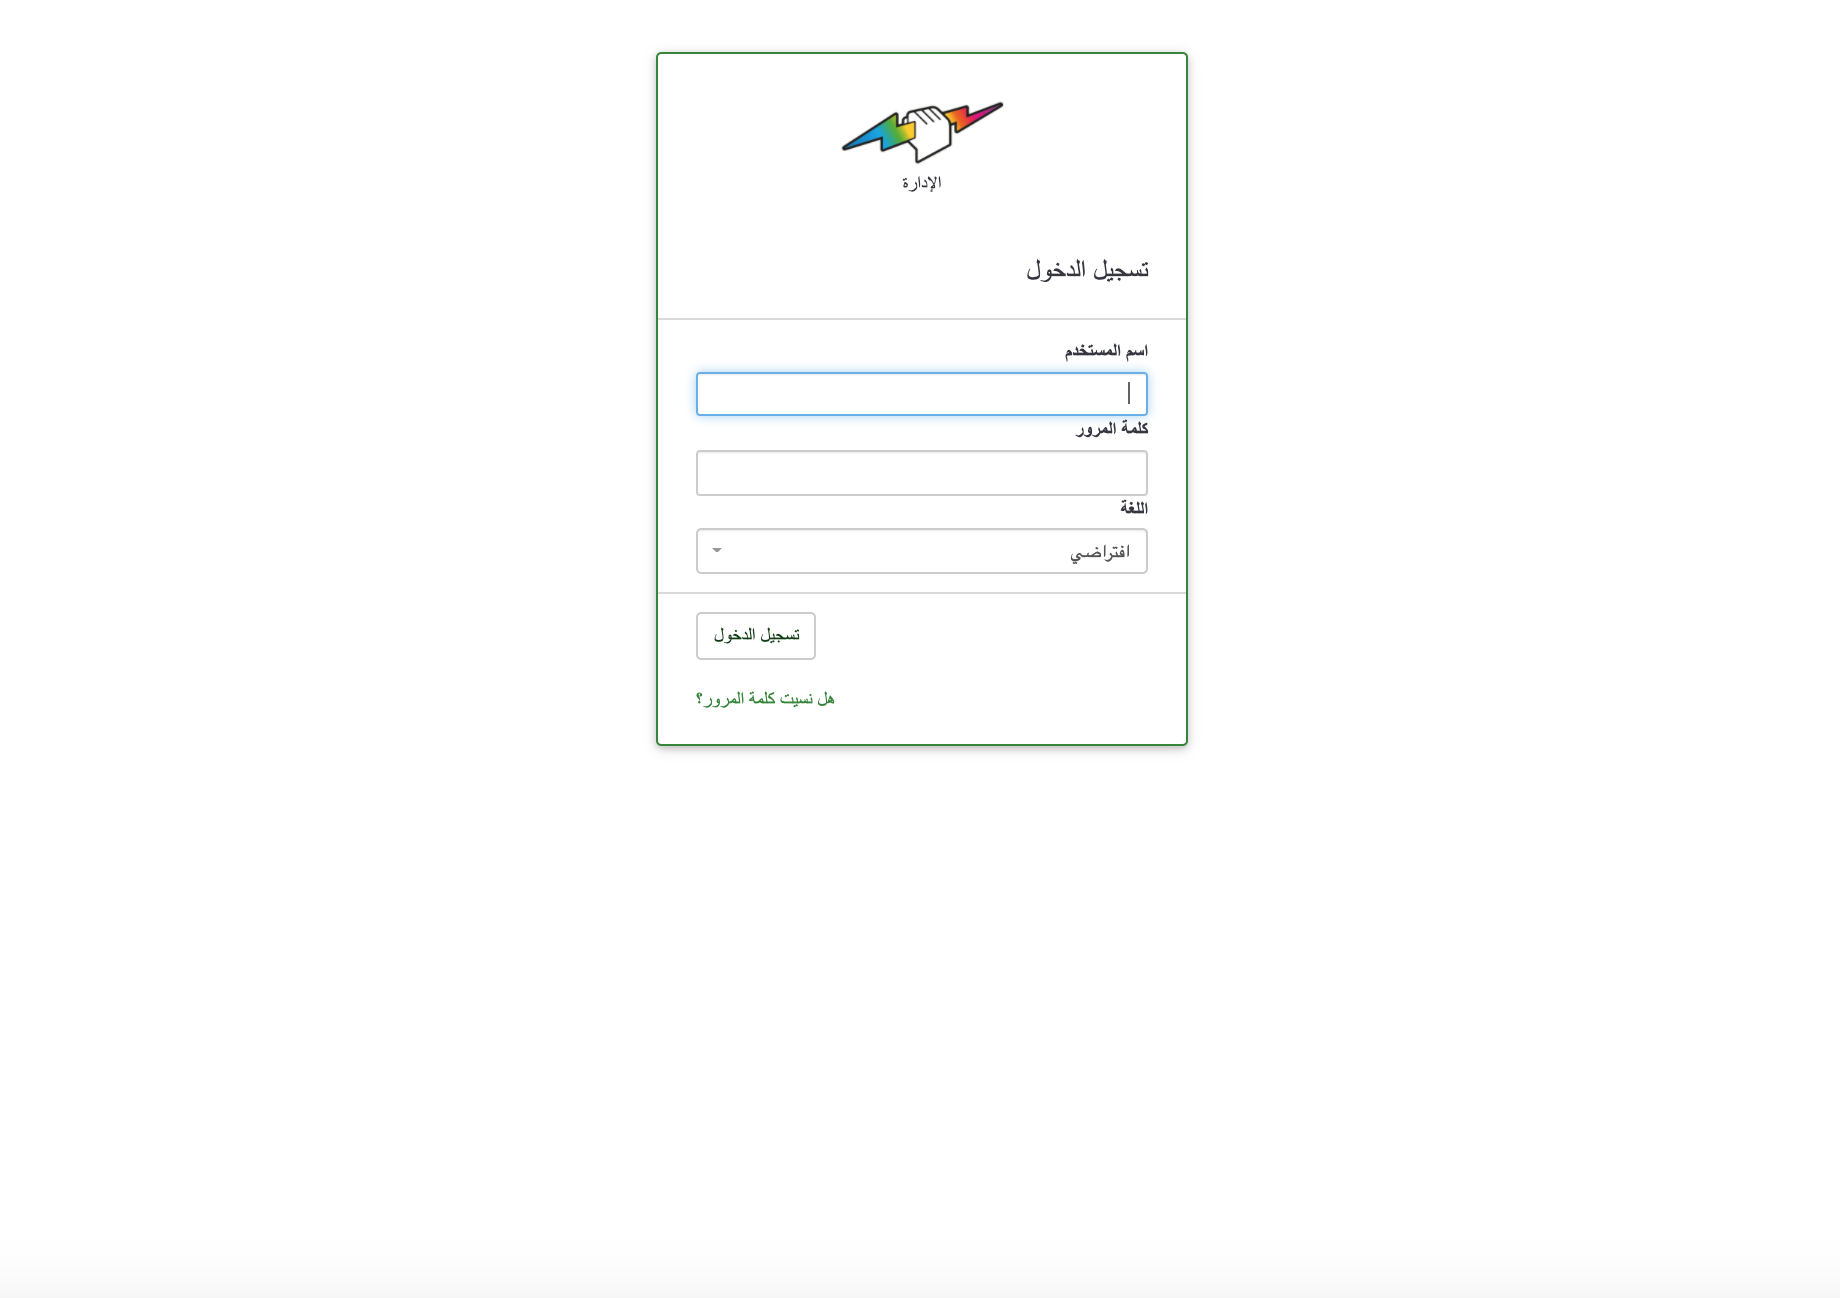 الإدارة
تسجيل الدخول
اسم المستخدم
كلمة المرور
اللغة
افتراضي
تسجيل الدخول
هل نسيت كلمة المرور؟